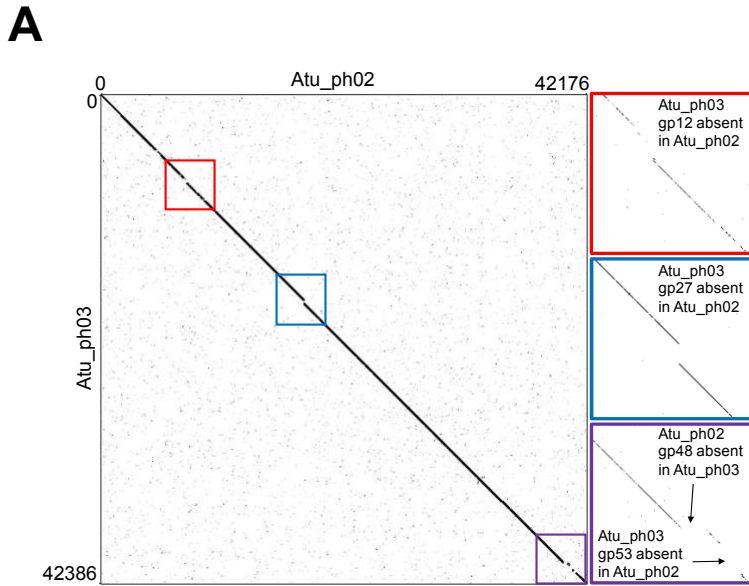 A
0
Atu_ph02
42176
0
Atu_ph03
42386
Atu_ph03
gp12 absent
in Atu_ph02
Atu_ph03
gp27 absent
in Atu_ph02
Atu_ph02
gp48 absent
in Atu_ph03
Atu_ph03
gp53 absent
in Atu_ph02